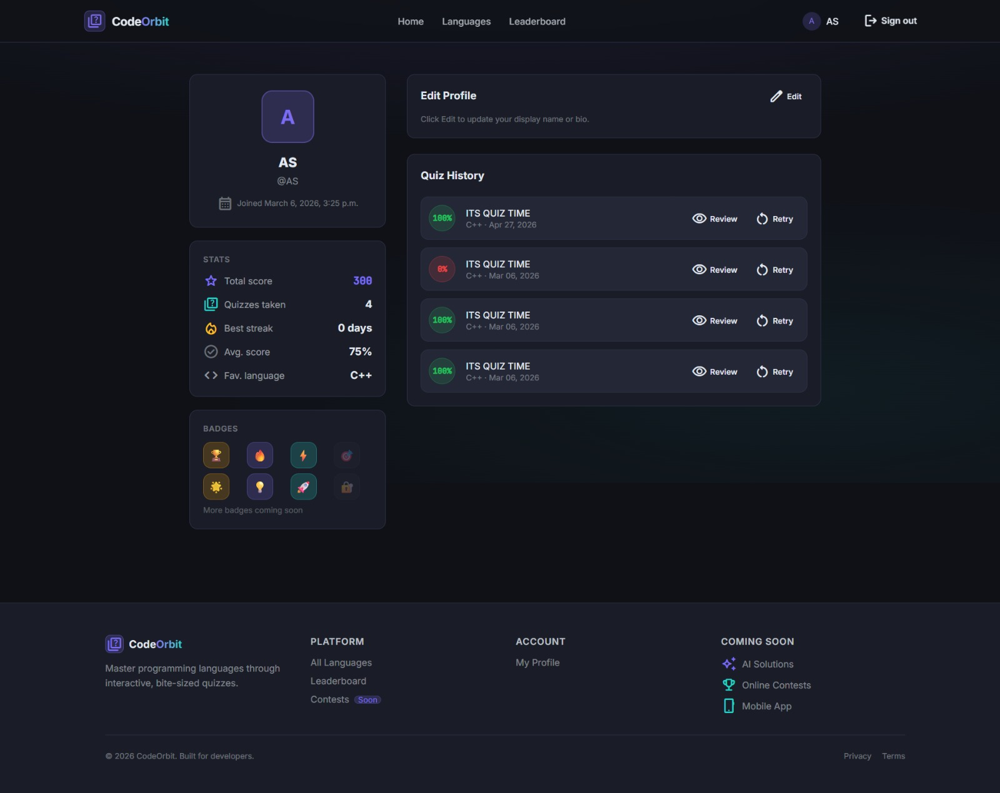 CodeOrbit
Home Languages Leaderboard
A AS Sign out
A
AS
@AS
Joined March 6, 2026, 3:25 p.m.
STATS
Total score 300
Quizzes taken 4
Best streak 0 days
Avg. score 75%
Fav. language C++
BADGES
More badges coming soon
Edit Profile
Edit
Click Edit to update your display name or bio.
Quiz History
100% ITS QUIZ TIME Review Retry
C++ · Apr 27, 2026
0% ITS QUIZ TIME Review Retry
C++ · Mar 06, 2026
100% ITS QUIZ TIME Review Retry
C++ · Mar 06, 2026
100% ITS QUIZ TIME Review Retry
C++ · Mar 06, 2026
CodeOrbit
Master programming languages through
interactive, bite-sized quizzes.
PLATFORM
All Languages
Leaderboard
Contests Soon
ACCOUNT
My Profile
COMING SOON
AI Solutions
Online Contests
Mobile App
© 2026 CodeOrbit. Built for developers.
Privacy Terms